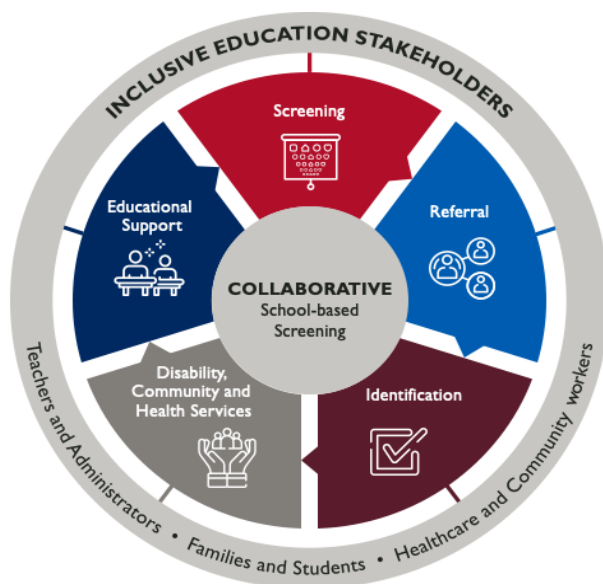 INCLUSIVE EDUCATION STAKEHOLDERS
Screening
Referral
Identification
Disability,
Community and
Health Services
Educational
Support
COLLABORATIVE
School-based
Screening
Teachers and Administrators • Families and Students • Healthcare and Community workers